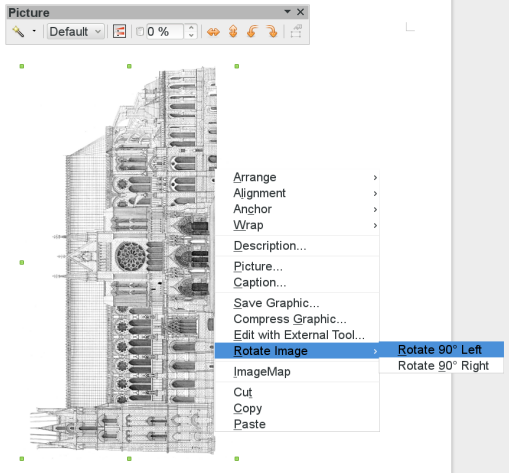 Picture
Default
0 %
Arrange
Alignment
Anchor
Wrap
Description...
Picture...
Caption...
Save Graphic...
Compress Graphic...
Edit with External Tool...
Rotate Image
Rotate 90° Left
Rotate 90° Right
ImageMap
Cut
Copy
Paste